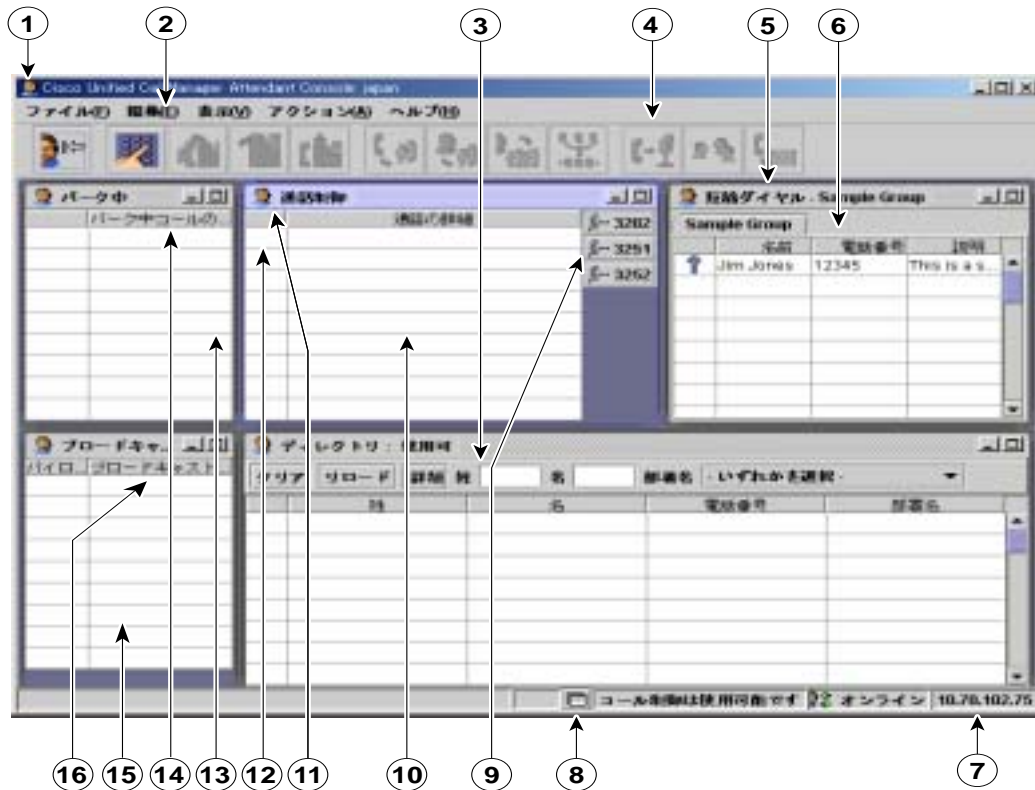 1 2 3 4 5 6
Cisco Unified CallManager Attendant Console japan
ファイル(F) 編集(E) 表示(V) アクション(A) ヘルプ(H)
パーク中
パーク中コールの...
通話制御
通話の詳細
3202
3251
3252
短縮ダイヤル - Sample Group
Sample Group
名前 電話番号 説明
Jim Jones 12345 This is a s...
ブロードキャ...
パイロ... ブロードキャスト...
ディレクトリ : 使用可
クリア リロード 詳細 姓 名 部署名 - いずれかを選択 -
姓 名 電話番号 部署名
コール制御は使用可能です オンライン 10.70.102.75
16 15 14 13 12 11 10 9 8 7